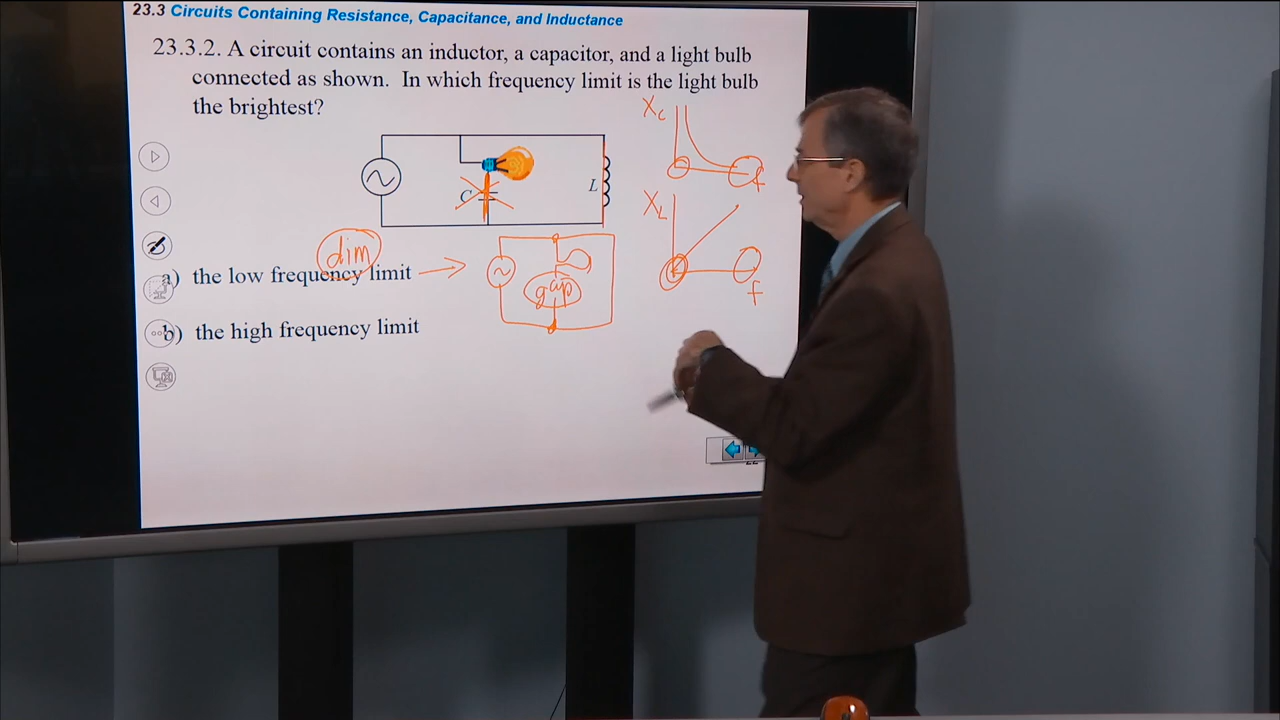 23.3 Circuits Containing Resistance, Capacitance, and Inductance
23.3.2. A circuit contains an inductor, a capacitor, and a light bulb
connected as shown. In which frequency limit is the light bulb
the brightest?
X_C
f
C
L
X_L
f
dim
a) the low frequency limit
gap
b) the high frequency limit